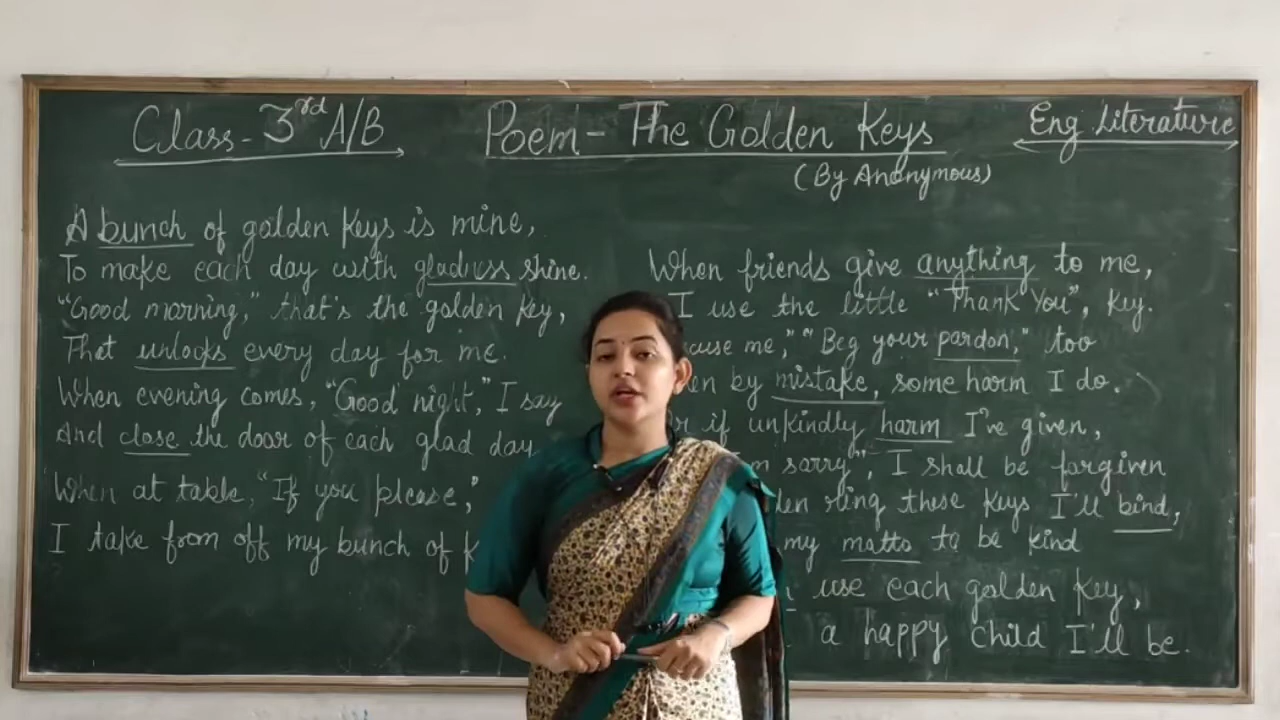 Class- 3rd A/B
Poem- The Golden Keys
Eng Literature
(By Anonymous)
A bunch of golden keys is mine,
To make each day with gladness shine.
"Good morning," that's the golden key,
That unlocks every day for me.
When evening comes, "Good night," I say
And close the door of each glad day
When at table, "If you please,"
I take from off my bunch of
When friends give anything to me,
I use the little "Thank You", key.
me," "Beg your pardon," too
by mistake, some harm I do.
if unkindly harm I've given,
sorry", I shall be forgiven
ring these keys I'll bind,
my motto to be kind
use each golden key,
a happy child I'll be.